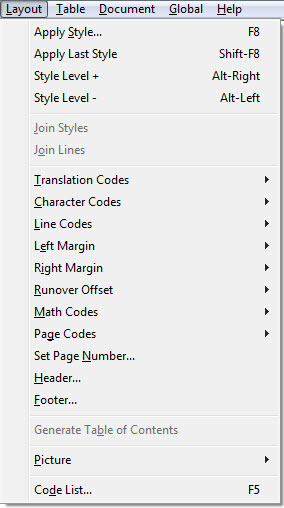 Layout Table Document Global Help
Apply Style... F8
Apply Last Style Shift-F8
Style Level + Alt-Right
Style Level - Alt-Left
Join Styles
Join Lines
Translation Codes
Character Codes
Line Codes
Left Margin
Right Margin
Runover Offset
Math Codes
Page Codes
Set Page Number...
Header...
Footer...
Generate Table of Contents
Picture
Code List... F5